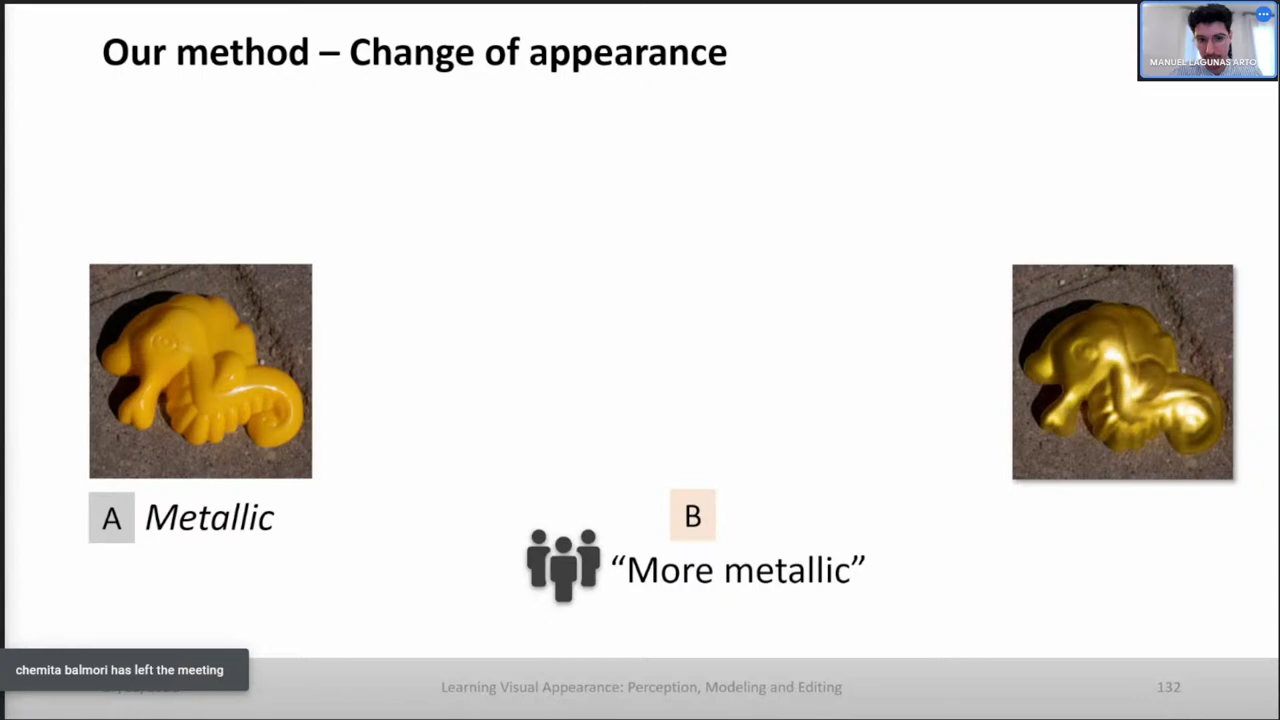 Our method – Change of appearance
MANUEL LAGUNAS ARTO
A Metallic
B
“More metallic”
chemita balmori has left the meeting
Learning Visual Appearance: Perception, Modeling and Editing
132